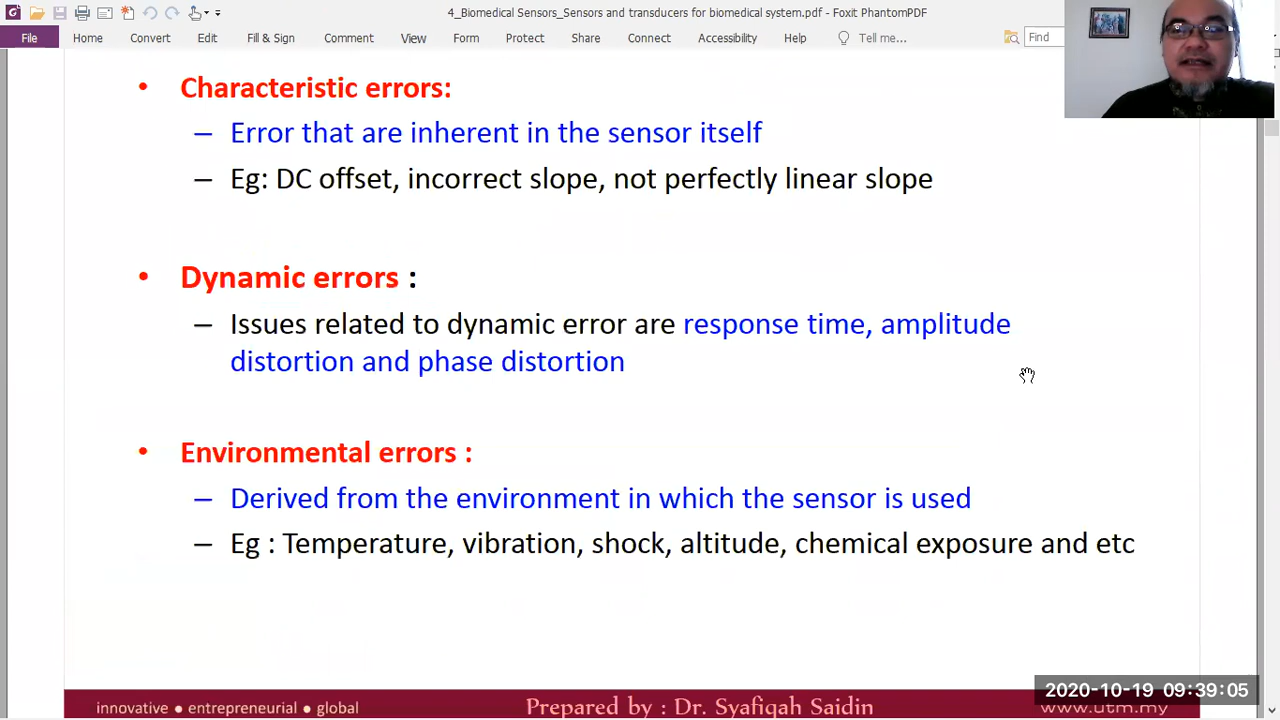 4_Biomedical Sensors_Sensors and transducers for biomedical system.pdf - Foxit PhantomPDF
File Home Convert Edit Fill & Sign Comment View Form Protect Share Connect Accessibility Help Tell me... Find
• Characteristic errors:
– Error that are inherent in the sensor itself
– Eg: DC offset, incorrect slope, not perfectly linear slope
• Dynamic errors :
– Issues related to dynamic error are response time, amplitude
distortion and phase distortion
• Environmental errors :
– Derived from the environment in which the sensor is used
– Eg : Temperature, vibration, shock, altitude, chemical exposure and etc
2020-10-19 09:39:05
innovative ● entrepreneurial ● global Prepared by : Dr. Syafiqah Saidin www.utm.my